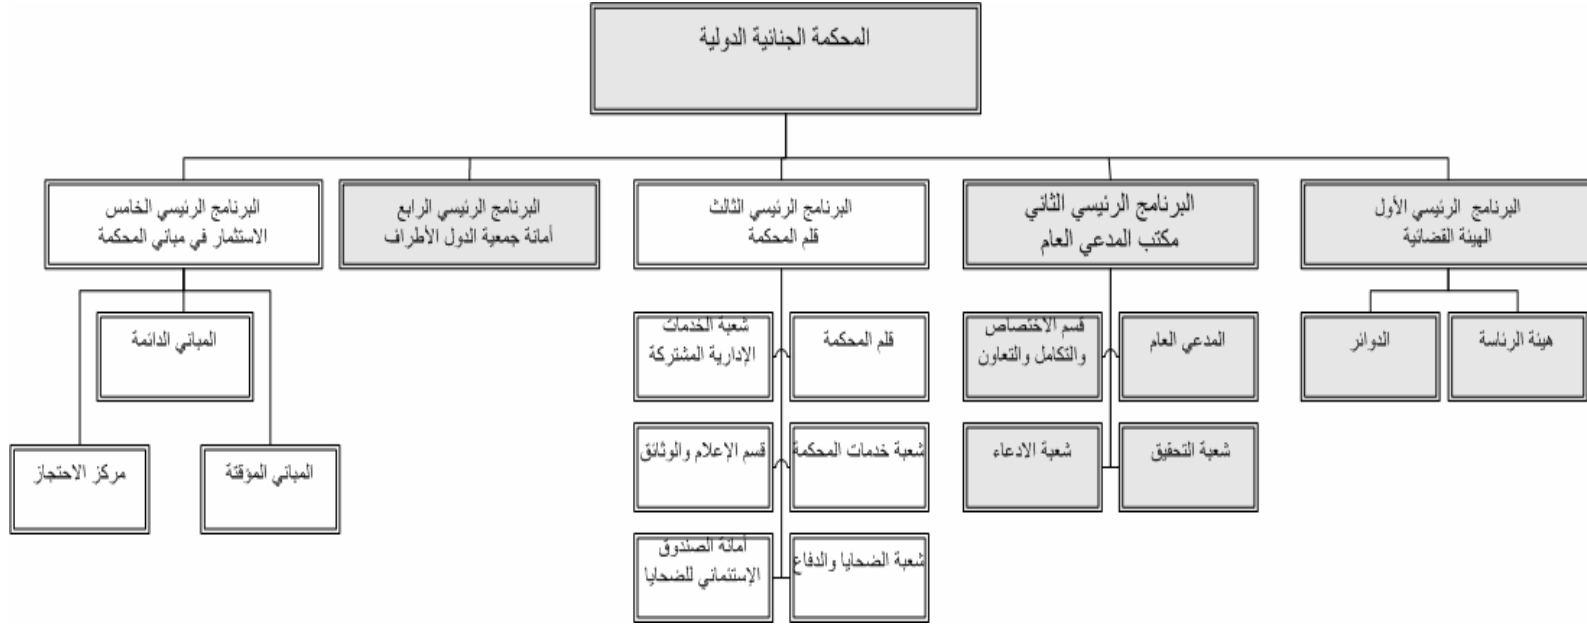 المحكمة الجنائية الدولية
البرنامج الرئيسي الأول
الهيئة القضائية
البرنامج الرئيسي الثاني
مكتب المدعي العام
البرنامج الرئيسي الثالث
قلم المحكمة
البرنامج الرئيسي الرابع
أمانة جمعية الدول الأطراف
البرنامج الرئيسي الخامس
الاستثمار في مباني المحكمة
هيئة الرئاسة
الدوائر
المدعي العام
قسم الاختصاص
والتكامل والتعاون
شعبة التحقيق
شعبة الادعاء
قلم المحكمة
شعبة الخدمات
الإدارية المشتركة
شعبة خدمات المحكمة
قسم الإعلام والوثائق
شعبة الضحايا والدفاع
أمانة الصندوق
الإستئماني للضحايا
المباني الدائمة
المباني المؤقتة
مركز الاحتجاز